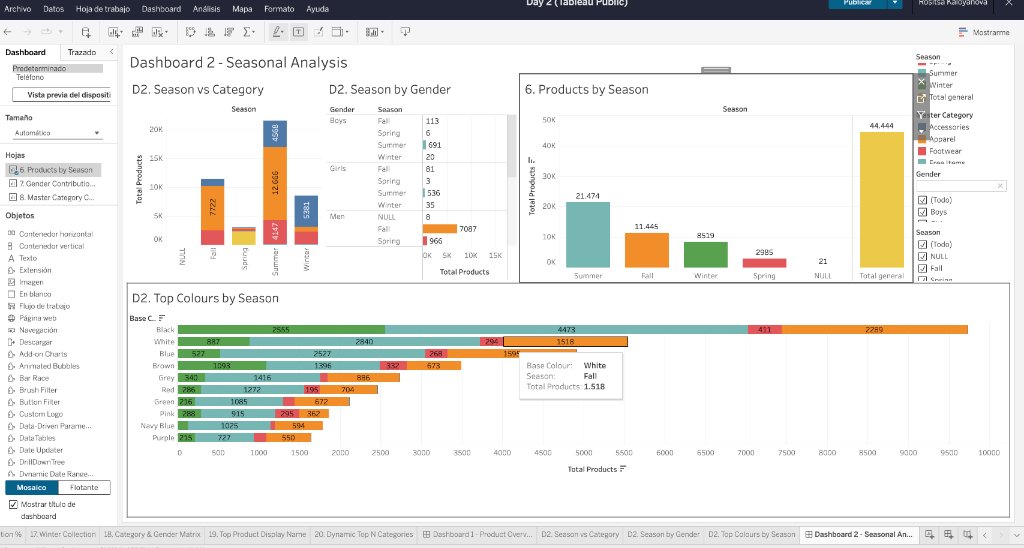 Day 2 (Tableau Public)
Publicar
Rositsa Kaloyanova
Archivo Datos Hoja de trabajo Dashboard Análisis Mapa Formato Ayuda
Mostrarme
Dashboard Trazado
Predeterminado
Teléfono
Vista previa del dispositi
Tamaño
Automático
Hojas
6. Products by Season
7. Gender Contributio...
8. Master Category C...
Objetos
Contenedor horizontal
Contenedor vertical
A Texto
Extensión
Imagen
En blanco
Flujo de trabajo
Página web
Navegación
Descargar
Add-on Charts
Animated Bubbles
Bar Race
Brush Filter
Button Filter
Custom Logo
Data-Driven Parame...
DataTables
Date Updater
DrillDownTree
Dynamic Date Range...
Mosaico Flotante
Mostrar título de
dashboard
Dashboard 2 - Seasonal Analysis
D2. Season vs Category
Season
Total Products
20K
15K
10K
5K
0K
7722
4568
12.666
4147
5381
NULL Fall Spring Summer Winter
D2. Season by Gender
Gender Season
Boys Fall 113
Spring 6
Summer 691
Winter 20
Girls Fall 81
Spring 3
Summer 536
Winter 35
Men NULL 8
Fall 7087
Spring 966
0K 5K 10K 15K
Total Products
6. Products by Season
Season
Total Products
50K
40K
30K
20K
10K
0K
21.474 11.445 8519 2985 21 44.444
Summer Fall Winter Spring NULL Total general
Season
Summer
Winter
Total general
Master Category
Accessories
Apparel
Footwear
Free Items
Gender
(Todo)
Boys
Season
(Todo)
NULL
Fall
Spring
D2. Top Colours by Season
Base C..
Black 2555 4473 411 2289
White 887 2840 294 1518
Blue 527 2527 268 1595
Brown 1093 1396 332 673
Grey 340 1416 886
Red 286 1272 195 704
Green 216 1085 672
Pink 288 915 295 362
Navy Blue 1025 594
Purple 215 727 550
Base Colour: White
Season: Fall
Total Products: 1.518
0 500 1000 1500 2000 2500 3000 3500 4000 4500 5000 5500 6000 6500 7000 7500 8000 8500 9000 9500 10000
Total Products
tion % 17. Winter Collection 18. Category & Gender Matrix 19. Top Product Display Name 20. Dynamic Top N Categories Dashboard 1 - Product Overv... D2. Season vs Category D2. Season by Gender D2. Top Colours by Season Dashboard 2 - Seasonal An...